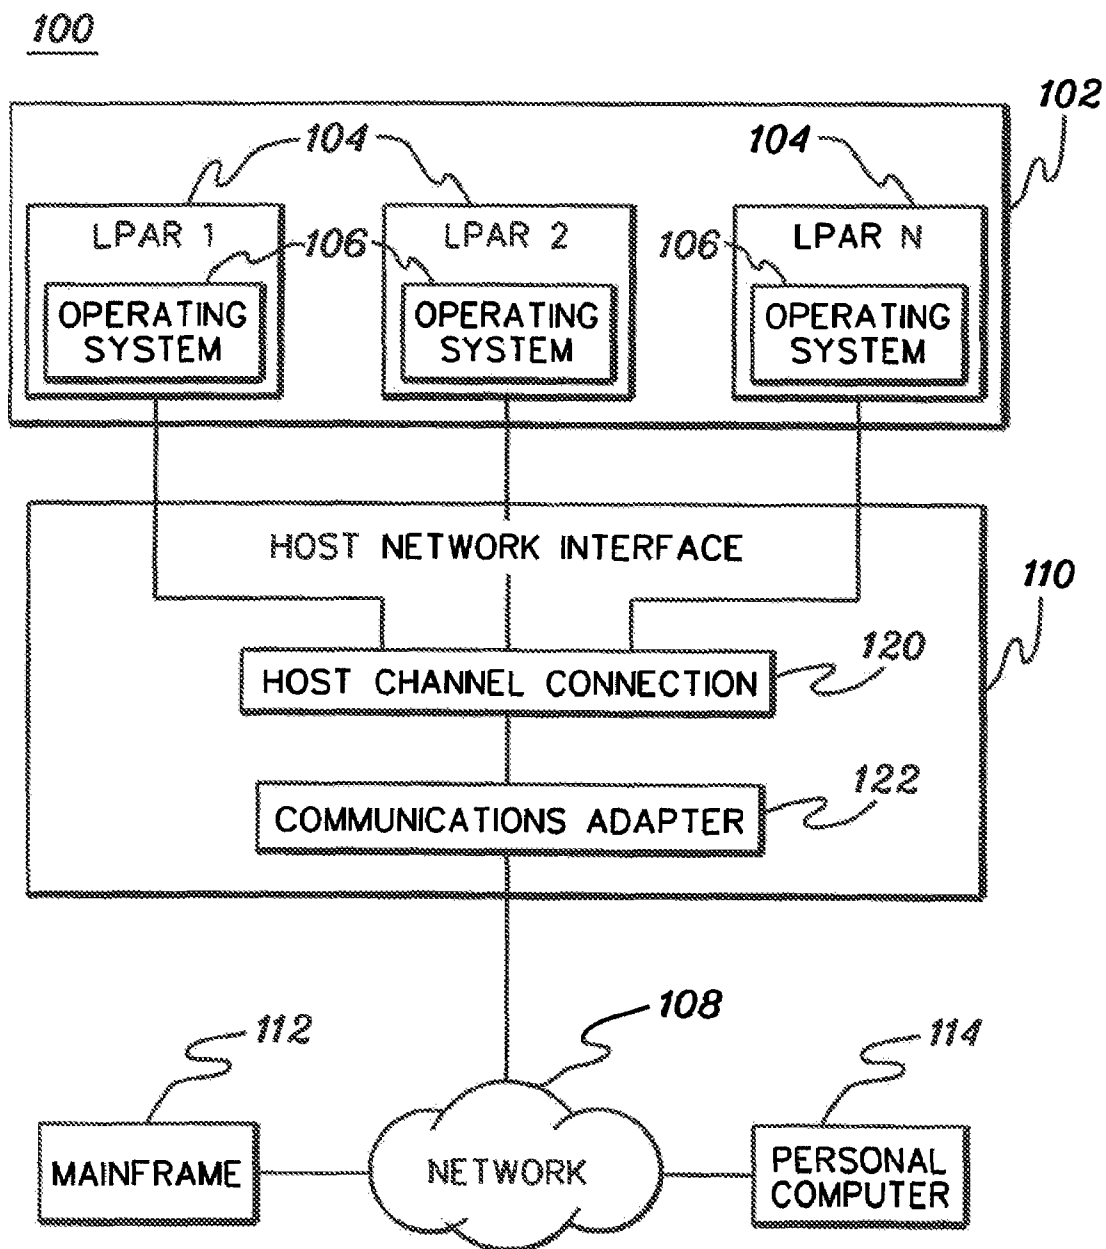 100
102
104
104
LPAR 1
106
LPAR 2
106
LPAR N
OPERATING
SYSTEM
OPERATING
SYSTEM
OPERATING
SYSTEM
HOST NETWORK INTERFACE
110
120
HOST CHANNEL CONNECTION
122
COMMUNICATIONS ADAPTER
108
112
114
MAINFRAME
NETWORK
PERSONAL
COMPUTER